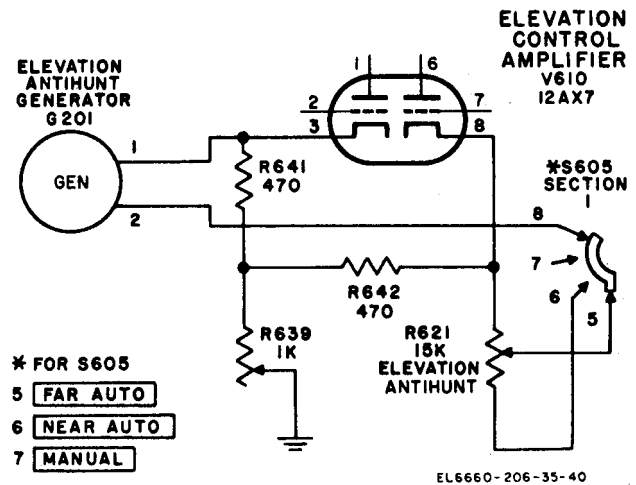 ELEVATION
CONTROL
AMPLIFIER
V610
12AX7
ELEVATION
ANTIHUNT
GENERATOR
G201
1
6
2
7
3
8
1
GEN
2
R641
470
*S605
SECTION
1
8
7
6
5
R642
470
R639
1K
R621
15K
ELEVATION
ANTIHUNT
* FOR S605
5 FAR AUTO
6 NEAR AUTO
7 MANUAL
EL6660-206-35-40